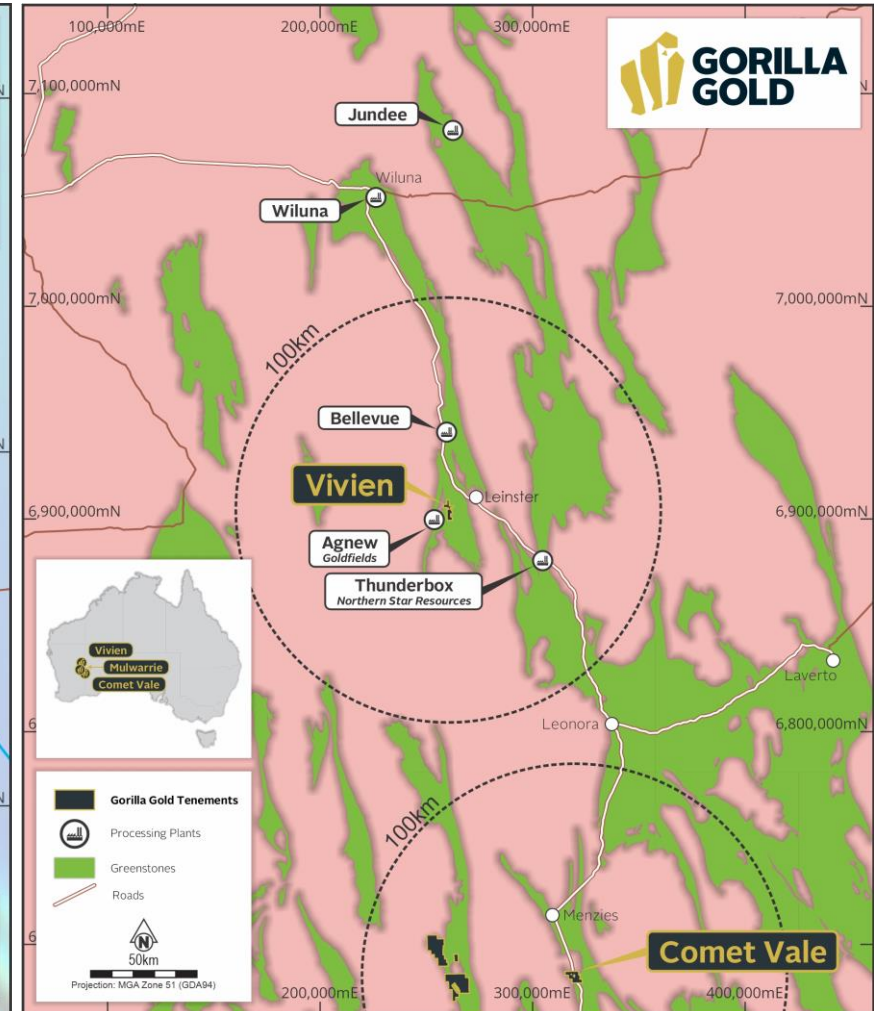 100,000mE
200,000mE
300,000mE
GORILLA
GOLD
7,100,000mN
Jundee
Wiluna
Wiluna
7,000,000mN
7,000,000mN
100km
Bellevue
Vivien
Leinster
6,900,000mN
6,900,000mN
Agnew
Goldfields
Thunderbox
Northern Star Resources
Vivien
Mulwarrie
Comet Vale
Laverto
Leonora
6,800,000mN
100km
Gorilla Gold Tenements
Processing Plants
Greenstones
Roads
N
50km
Projection: MGA Zone 51 (GDA94)
Menzies
Comet Vale
200,000mE
300,000mE
400,000mE